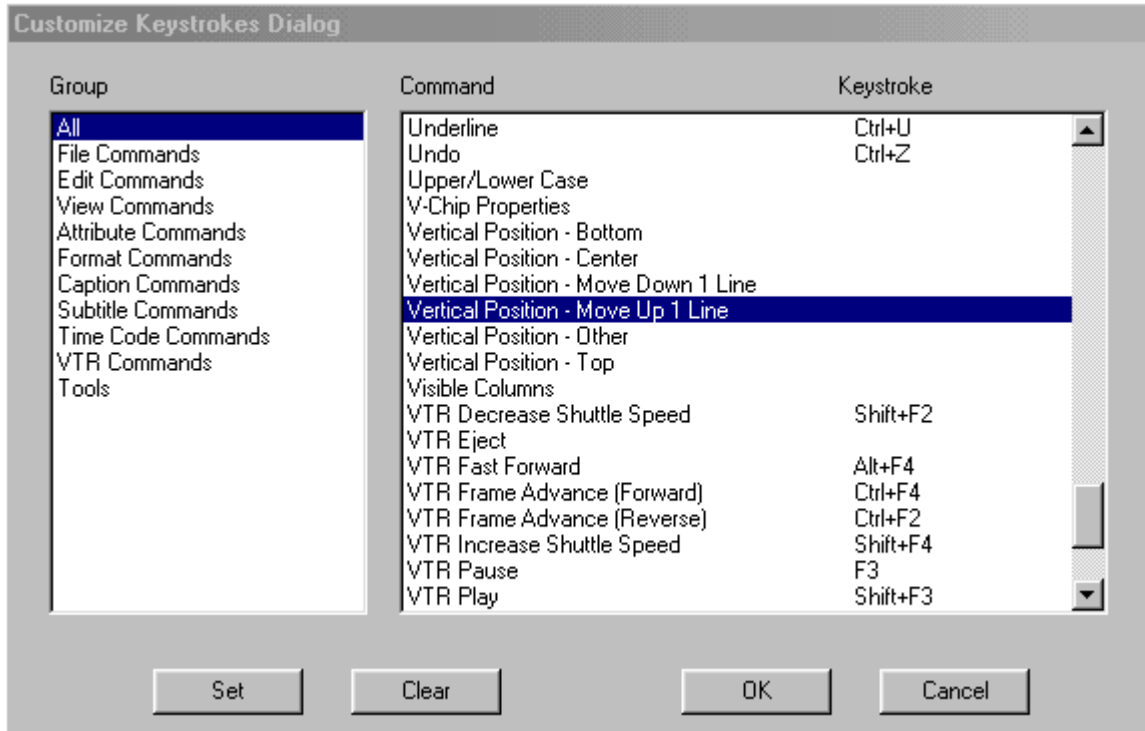 Customize Keystrokes Dialog
Group Command Keystroke
All
File Commands
Edit Commands
View Commands
Attribute Commands
Format Commands
Caption Commands
Subtitle Commands
Time Code Commands
VTR Commands
Tools
Underline Ctrl+U
Undo Ctrl+Z
Upper/Lower Case
V-Chip Properties
Vertical Position - Bottom
Vertical Position - Center
Vertical Position - Move Down 1 Line
Vertical Position - Move Up 1 Line
Vertical Position - Other
Vertical Position - Top
Visible Columns
VTR Decrease Shuttle Speed Shift+F2
VTR Eject
VTR Fast Forward Alt+F4
VTR Frame Advance (Forward) Ctrl+F4
VTR Frame Advance (Reverse) Ctrl+F2
VTR Increase Shuttle Speed Shift+F4
VTR Pause F3
VTR Play Shift+F3
Set Clear OK Cancel